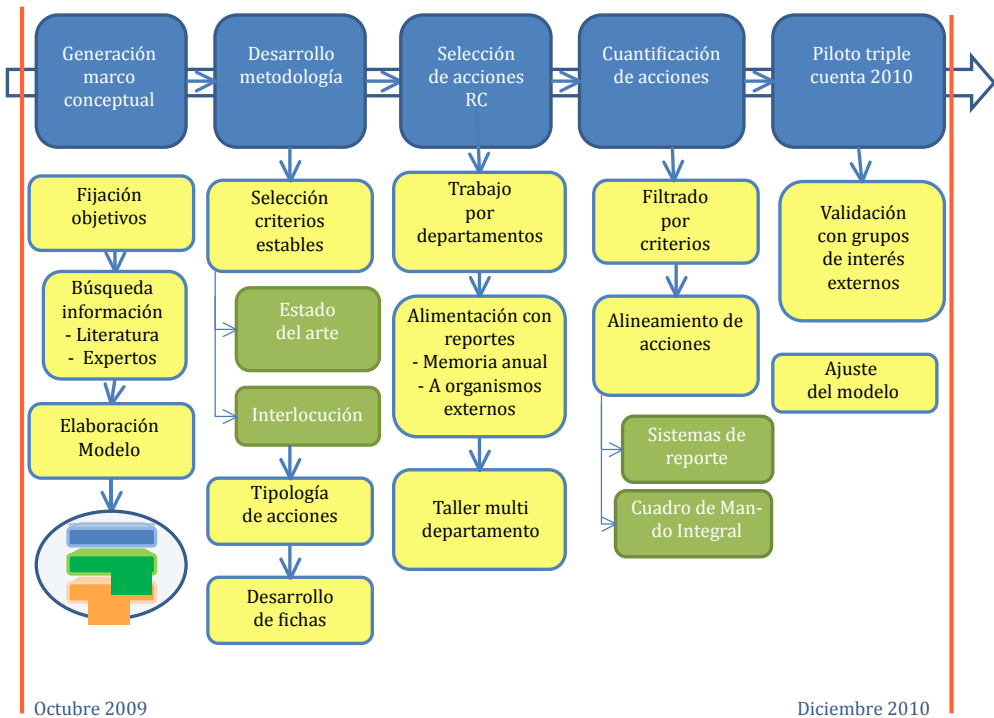 Generación
marco
conceptual
Desarrollo
metodología
Selección
de acciones
RC
Cuantificación
de acciones
Piloto triple
cuenta 2010
Fijación
objetivos
Búsqueda
información
- Literatura
- Expertos
Elaboración
Modelo
Selección
criterios
estables
Estado
del arte
Interlocución
Tipología
de acciones
Desarrollo
de fichas
Trabajo
por
departamentos
Alimentación con
reportes
- Memoria anual
- A organismos
externos
Taller multi
departamento
Filtrado
por
criterios
Alineamiento de
acciones
Sistemas de
reporte
Cuadro de Man-
do Integral
Validación
con grupos
de interés
externos
Ajuste
del modelo
Octubre 2009
Diciembre 2010